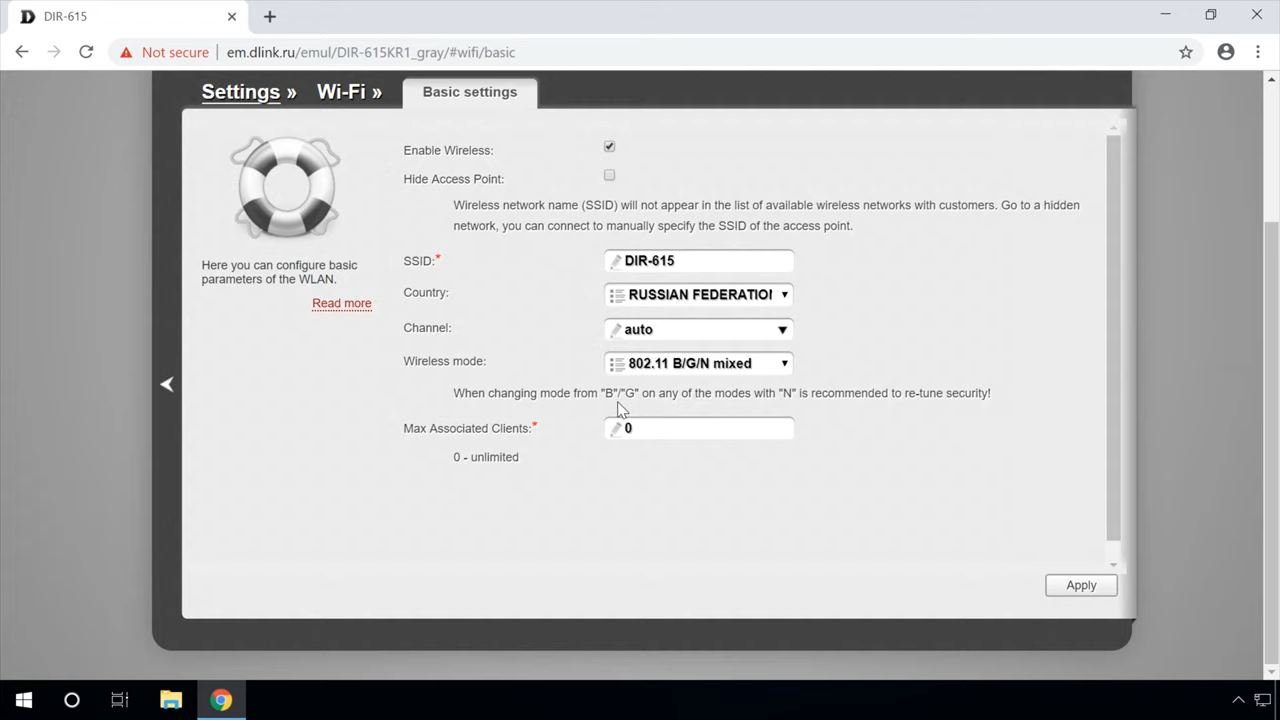 DIR-615
Not secure
em.dlink.ru/emul/DIR-615KR1_gray/#wifi/basic
Settings »
Wi-Fi »
Basic settings
Here you can configure basic
parameters of the WLAN.
Read more
Enable Wireless:
Hide Access Point:
Wireless network name (SSID) will not appear in the list of available wireless networks with customers. Go to a hidden
network, you can connect to manually specify the SSID of the access point.
SSID:* DIR-615
Country: RUSSIAN FEDERATION
Channel: auto
Wireless mode: 802.11 B/G/N mixed
When changing mode from "B"/"G" on any of the modes with "N" is recommended to re-tune security!
Max Associated Clients:* 0
0 - unlimited
Apply